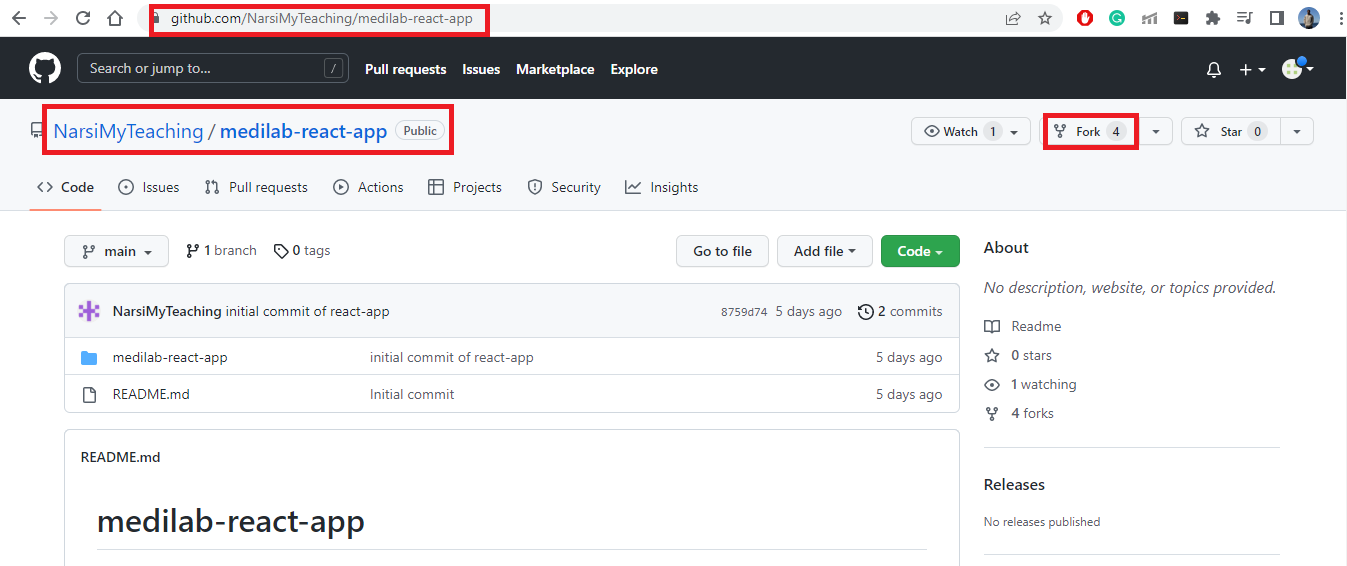 github.com/NarsiMyTeaching/medilab-react-app
Search or jump to... / Pull requests Issues Marketplace Explore
NarsiMyTeaching / medilab-react-app Public Watch 1 Fork 4 Star 0
Code Issues Pull requests Actions Projects Security Insights
main 1 branch 0 tags Go to file Add file Code
About
No description, website, or topics provided.
NarsiMyTeaching initial commit of react-app 8759d74 5 days ago 2 commits
Readme
medilab-react-app initial commit of react-app 5 days ago
0 stars
1 watching
README.md Initial commit 5 days ago
4 forks
README.md
Releases
medilab-react-app
No releases published